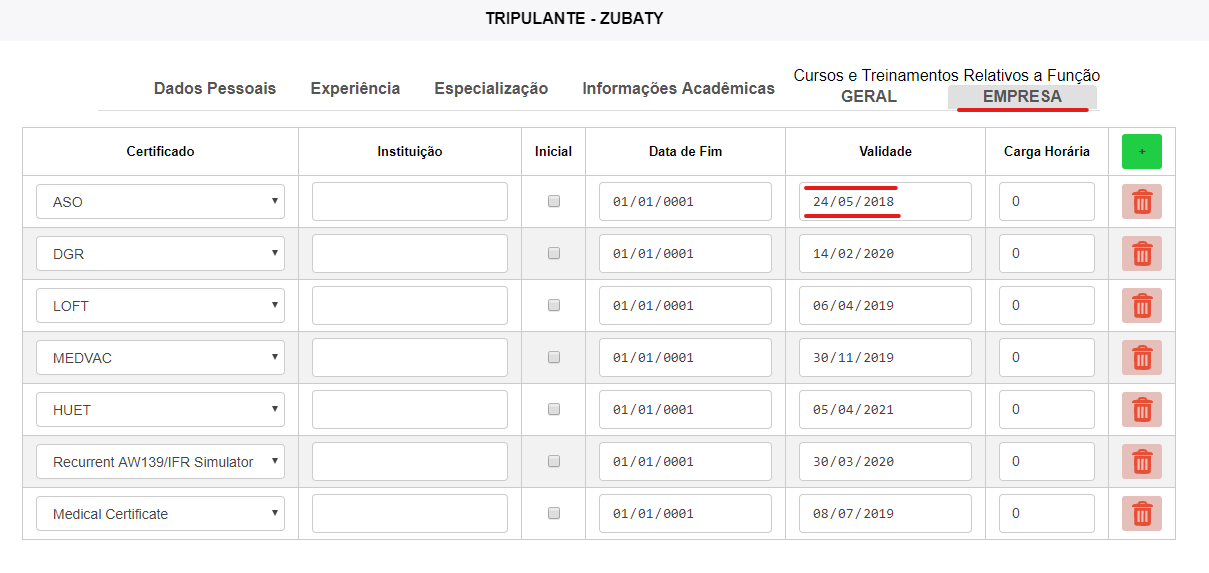 TRIPULANTE - ZUBATY
Dados Pessoais Experiência Especialização Informações Acadêmicas Cursos e Treinamentos Relativos a Função
GERAL EMPRESA
Certificado Instituição Inicial Data de Fim Validade Carga Horária +
ASO 01/01/0001 24/05/2018 0
DGR 01/01/0001 14/02/2020 0
LOFT 01/01/0001 06/04/2019 0
MEDVAC 01/01/0001 30/11/2019 0
HUET 01/01/0001 05/04/2021 0
Recurrent AW139/IFR Simulator 01/01/0001 30/03/2020 0
Medical Certificate 01/01/0001 08/07/2019 0